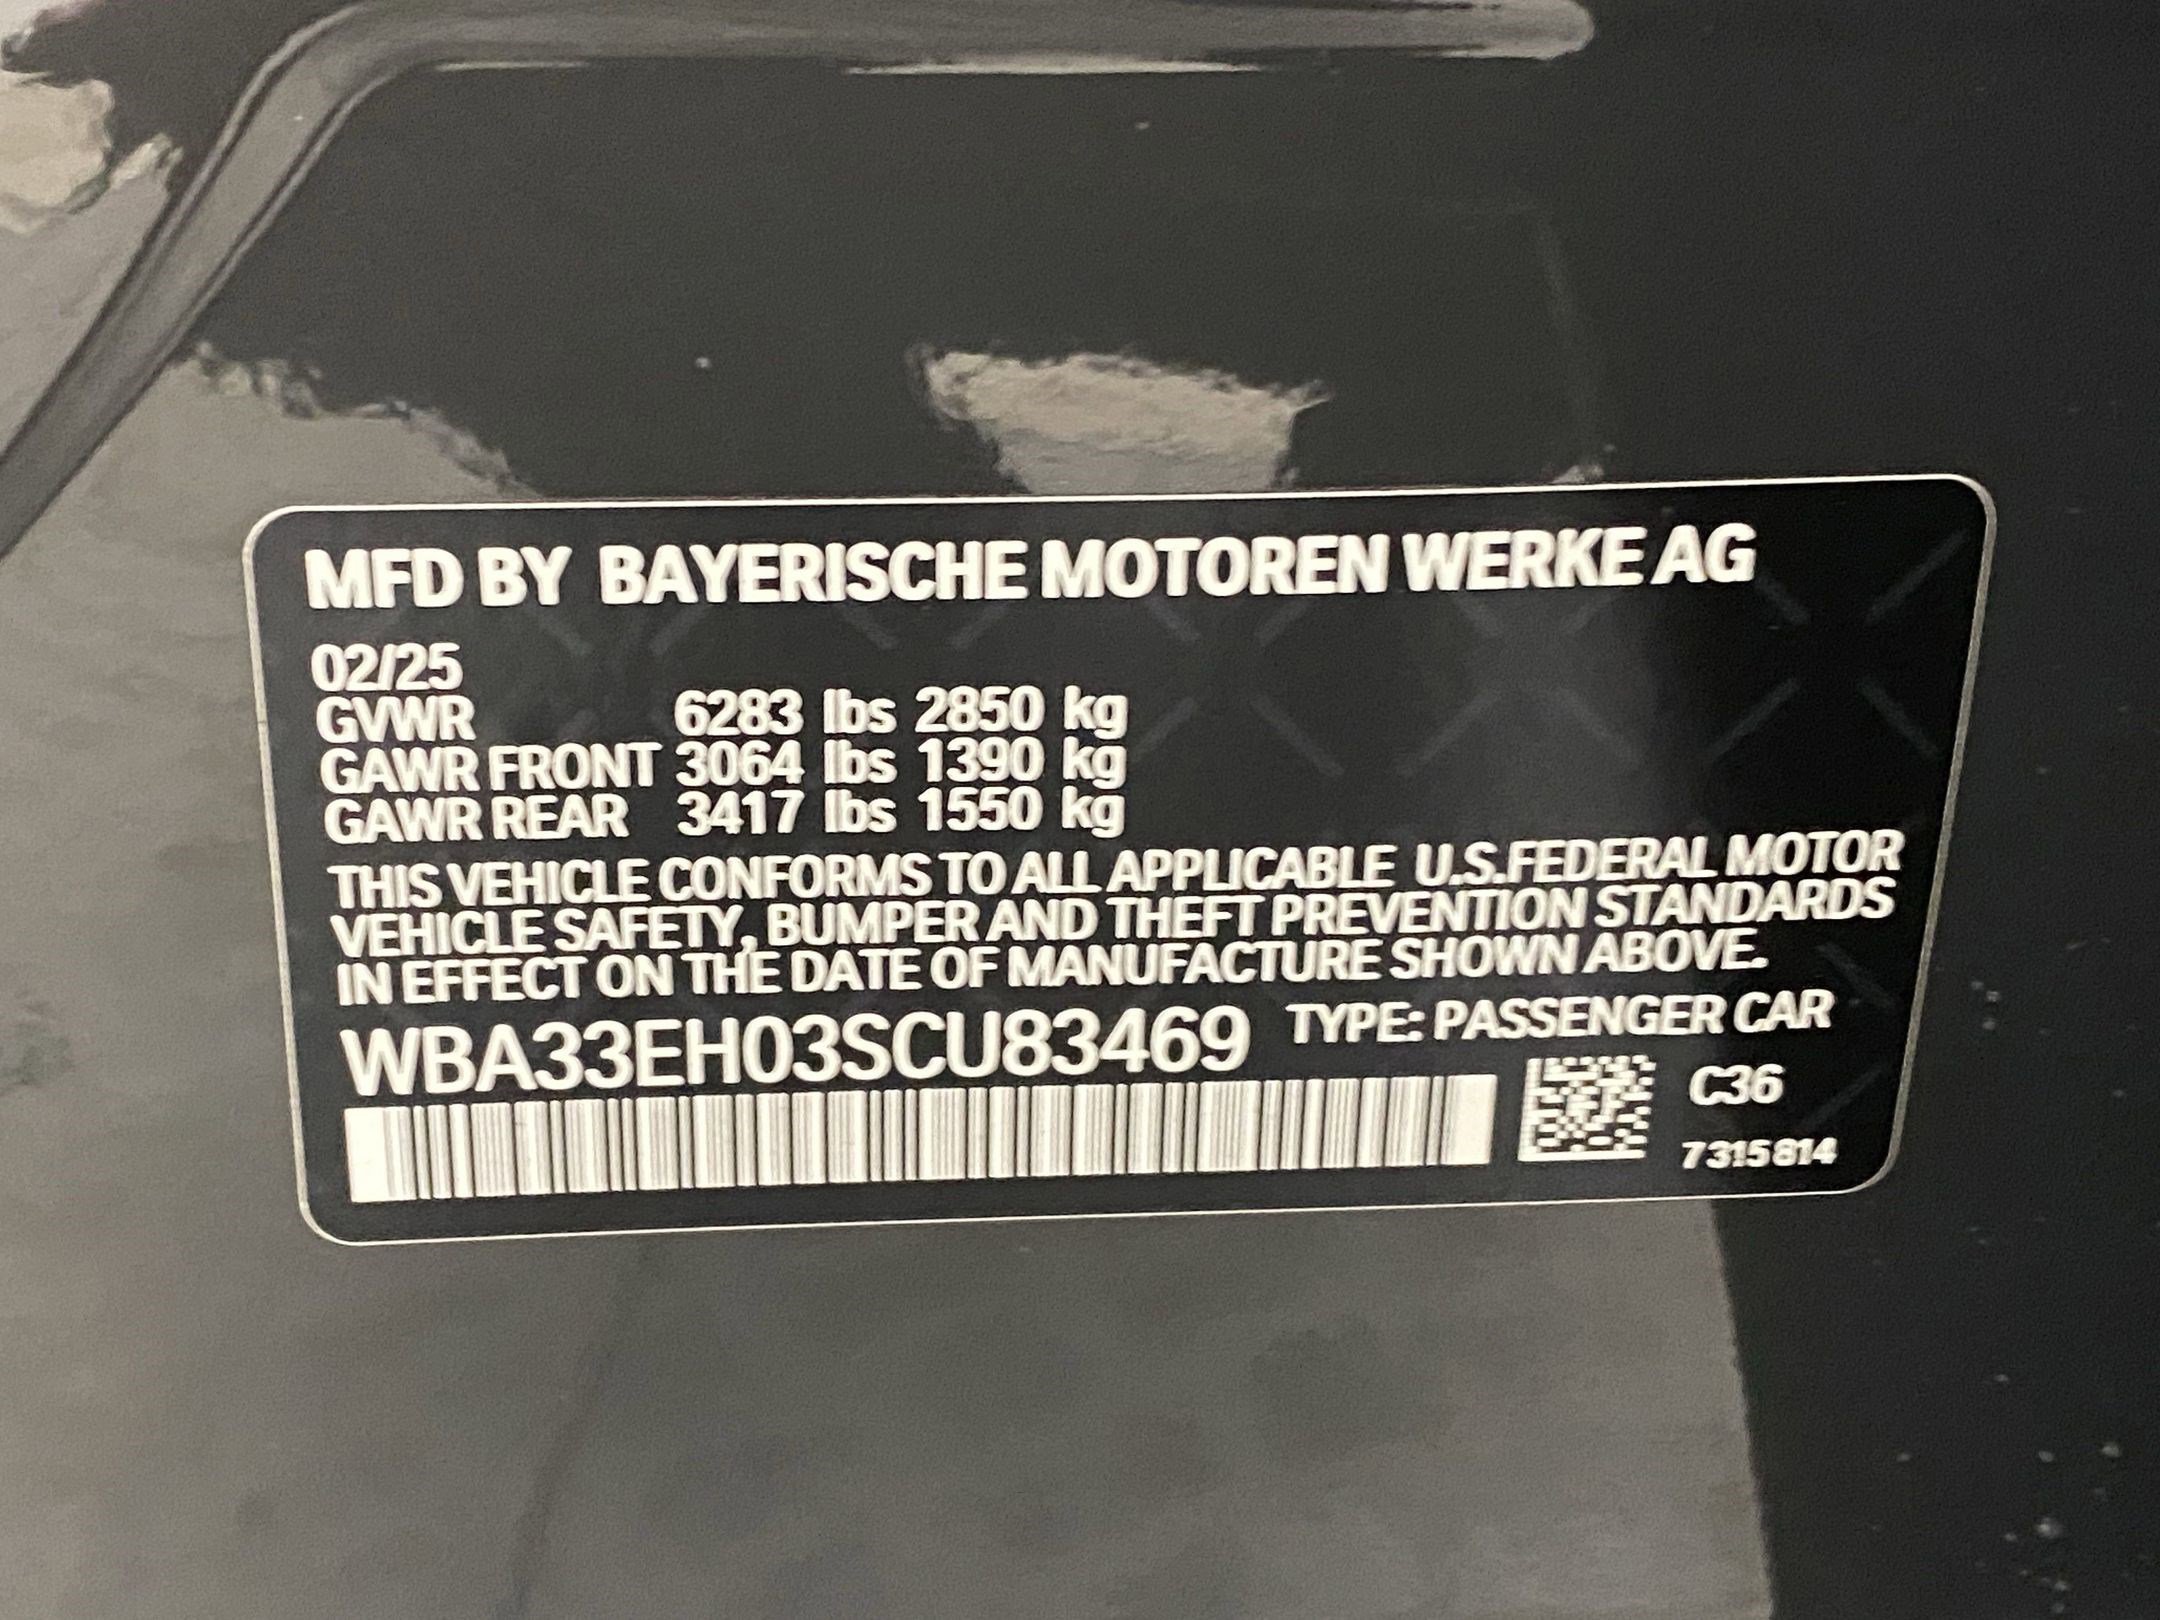 MFD BY BAYERISCHE MOTOREN WERKE AG
02/25
GVWR 6283 lbs 2850 kg
GAWR FRONT 3064 lbs 1390 kg
GAWR REAR 3417 lbs 1550 kg
THIS VEHICLE CONFORMS TO ALL APPLICABLE U.S.FEDERAL MOTOR
VEHICLE SAFETY, BUMPER AND THEFT PREVENTION STANDARDS
IN EFFECT ON THE DATE OF MANUFACTURE SHOWN ABOVE.
WBA33EH03SCU83469 TYPE: PASSENGER CAR
C36
7315814